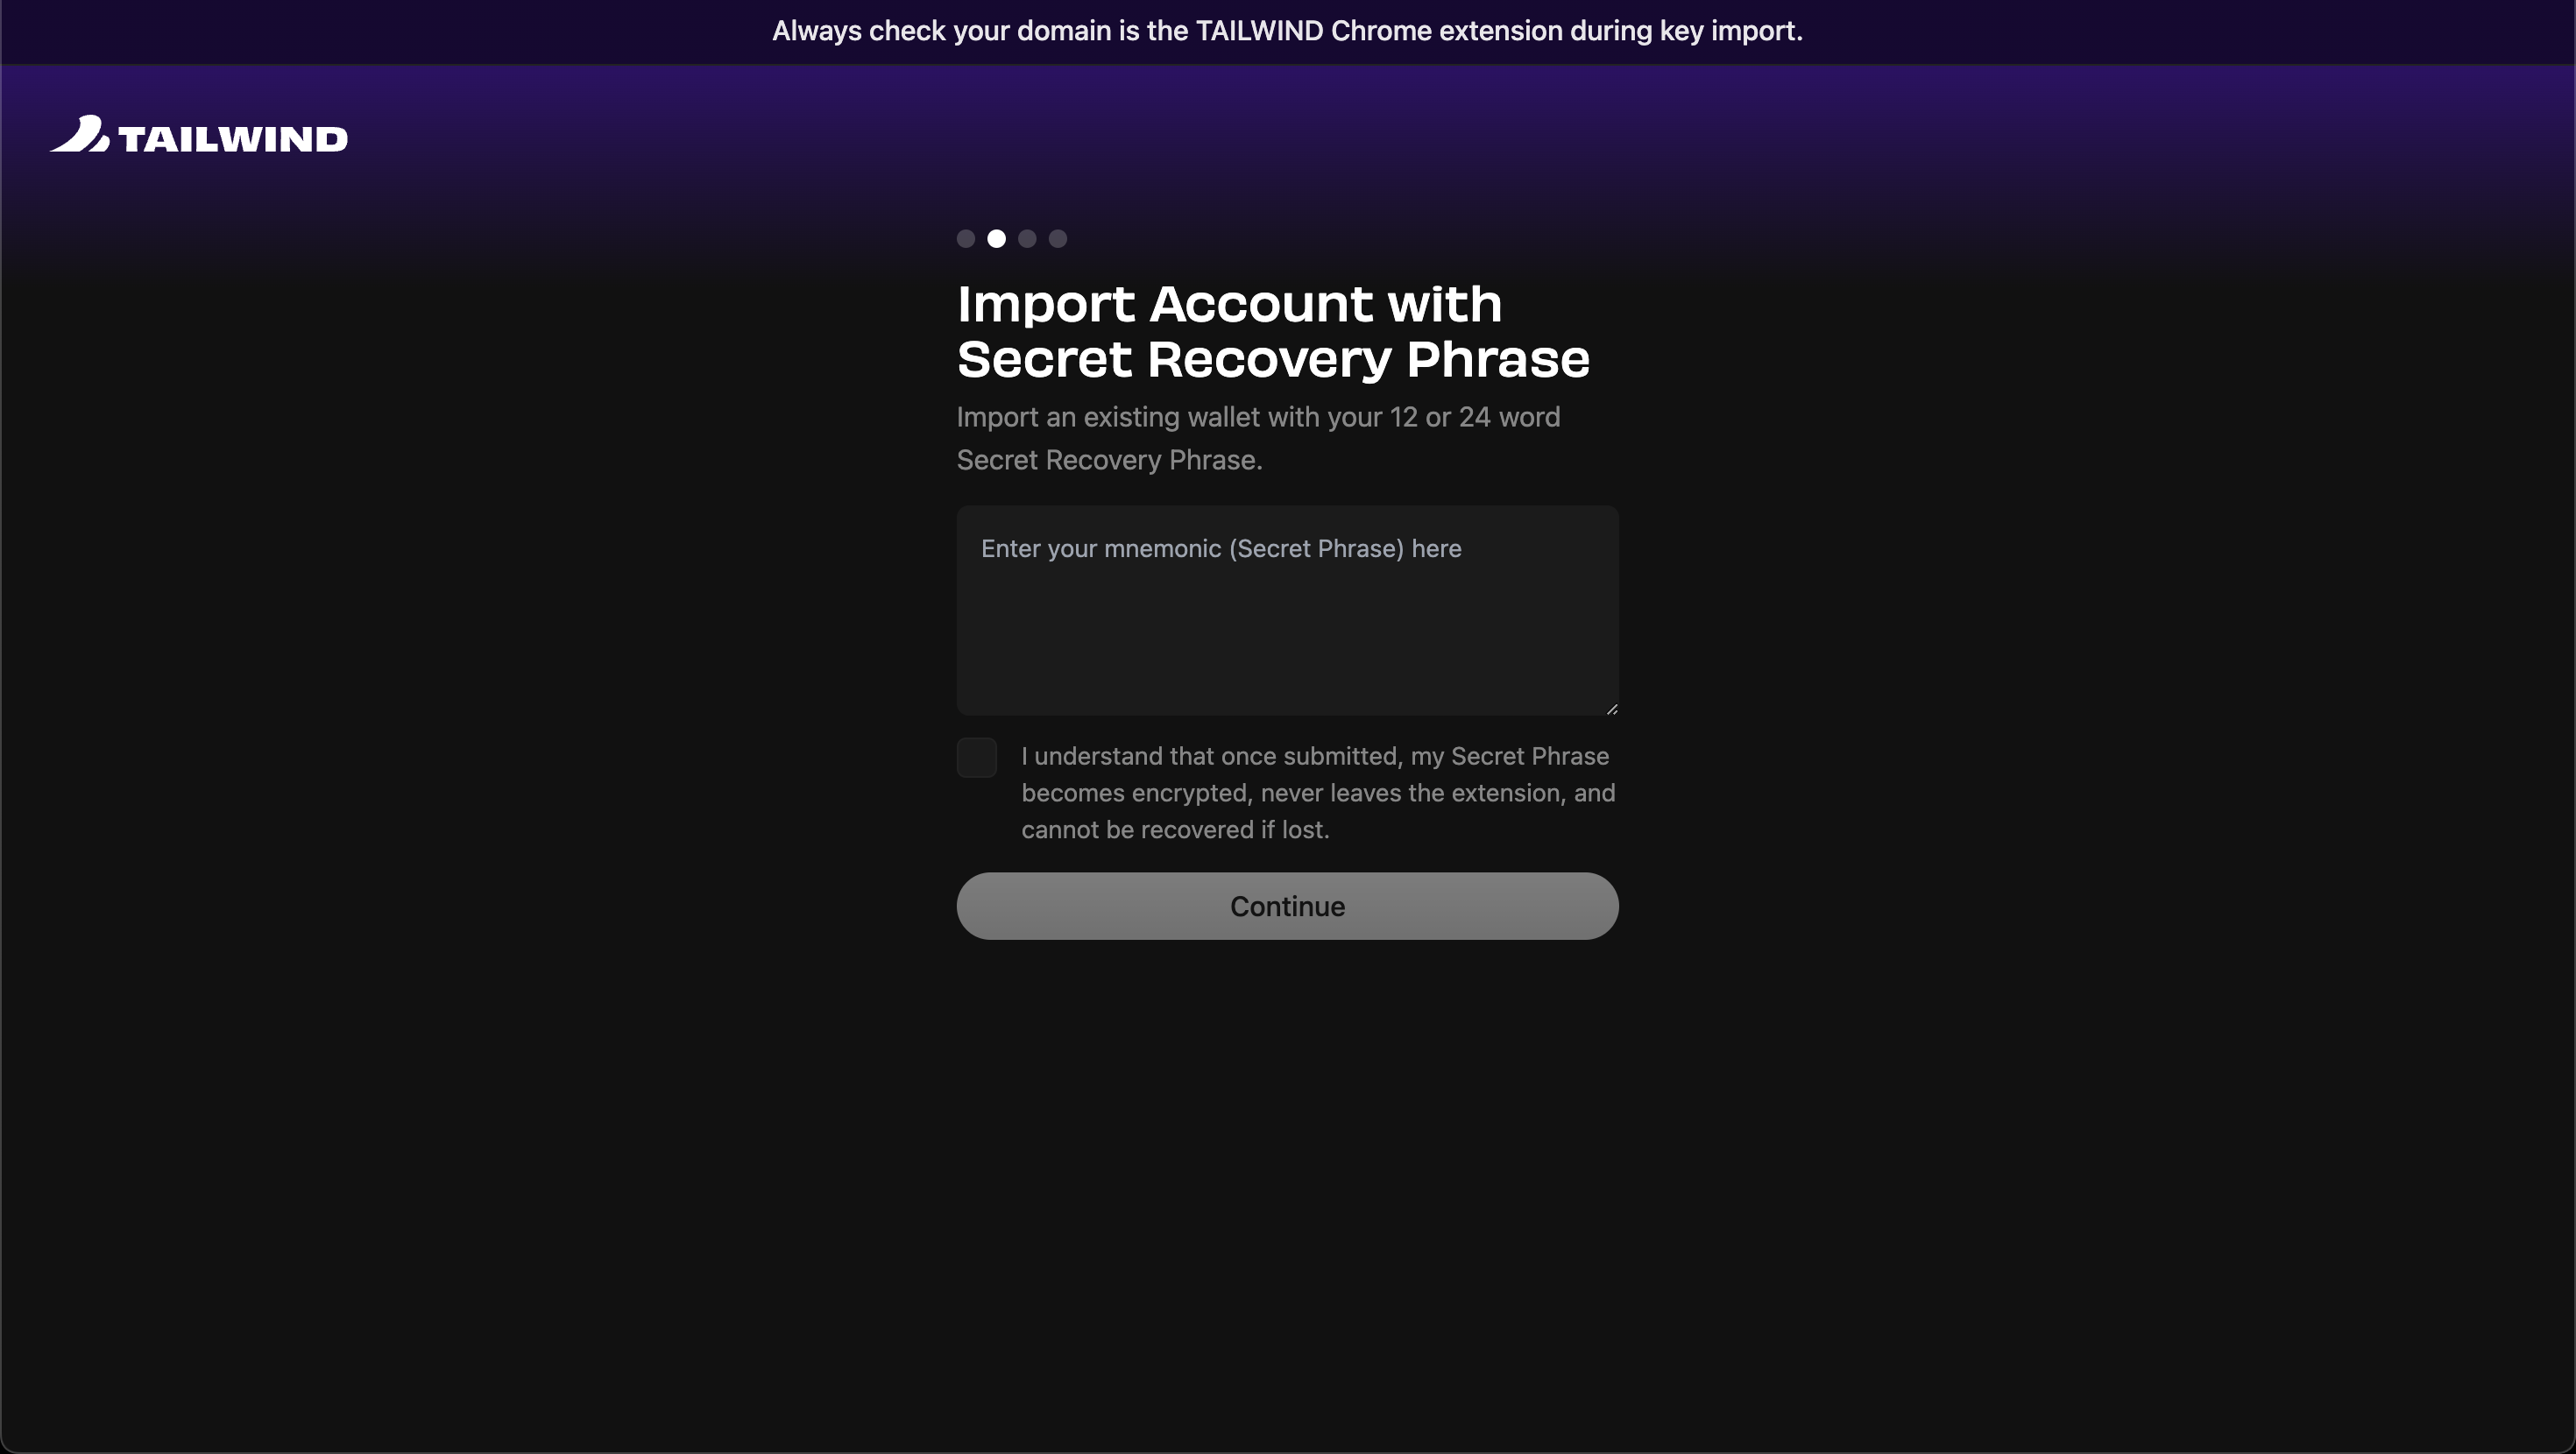 Always check your domain is the TAILWIND Chrome extension during key import.
TAILWIND
Import Account with
Secret Recovery Phrase
Import an existing wallet with your 12 or 24 word
Secret Recovery Phrase.
Enter your mnemonic (Secret Phrase) here
I understand that once submitted, my Secret Phrase
becomes encrypted, never leaves the extension, and
cannot be recovered if lost.
Continue